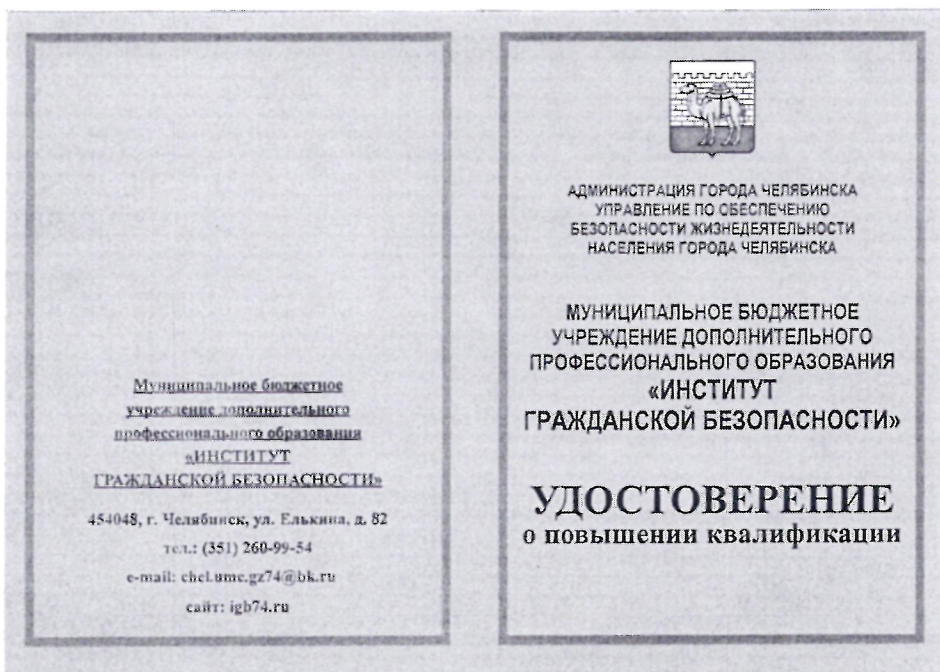 Муниципальное бюджетное
учреждение дополнительного
профессионального образования
«ИНСТИТУТ
ГРАЖДАНСКОЙ БЕЗОПАСНОСТИ»
454048, г. Челябинск, ул. Елькина, д. 82
тел.: (351) 260-99-54
e-mail: chel.umc.gz74@bk.ru
сайт: igb74.ru
АДМИНИСТРАЦИЯ ГОРОДА ЧЕЛЯБИНСКА
УПРАВЛЕНИЕ ПО ОБЕСПЕЧЕНИЮ
БЕЗОПАСНОСТИ ЖИЗНЕДЕЯТЕЛЬНОСТИ
НАСЕЛЕНИЯ ГОРОДА ЧЕЛЯБИНСКА
МУНИЦИПАЛЬНОЕ БЮДЖЕТНОЕ
УЧРЕЖДЕНИЕ ДОПОЛНИТЕЛЬНОГО
ПРОФЕССИОНАЛЬНОГО ОБРАЗОВАНИЯ
«ИНСТИТУТ
ГРАЖДАНСКОЙ БЕЗОПАСНОСТИ»
УДОСТОВЕРЕНИЕ
о повышении квалификации